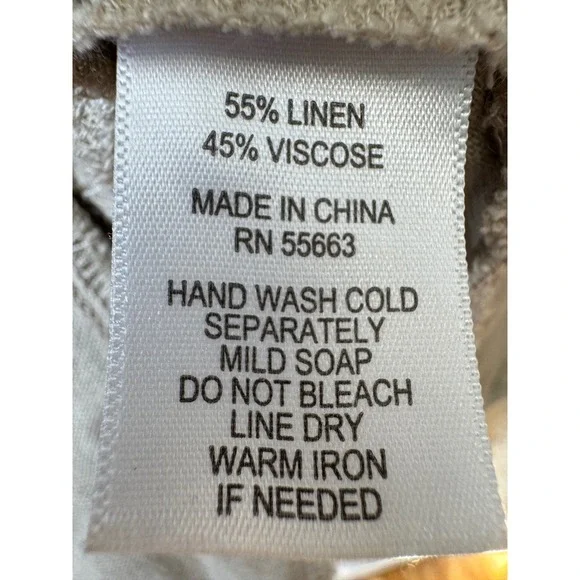 55% LINEN
45% VISCOSE
MADE IN CHINA
RN 55663
HAND WASH COLD
SEPARATELY
MILD SOAP
DO NOT BLEACH
LINE DRY
WARM IRON
IF NEEDED